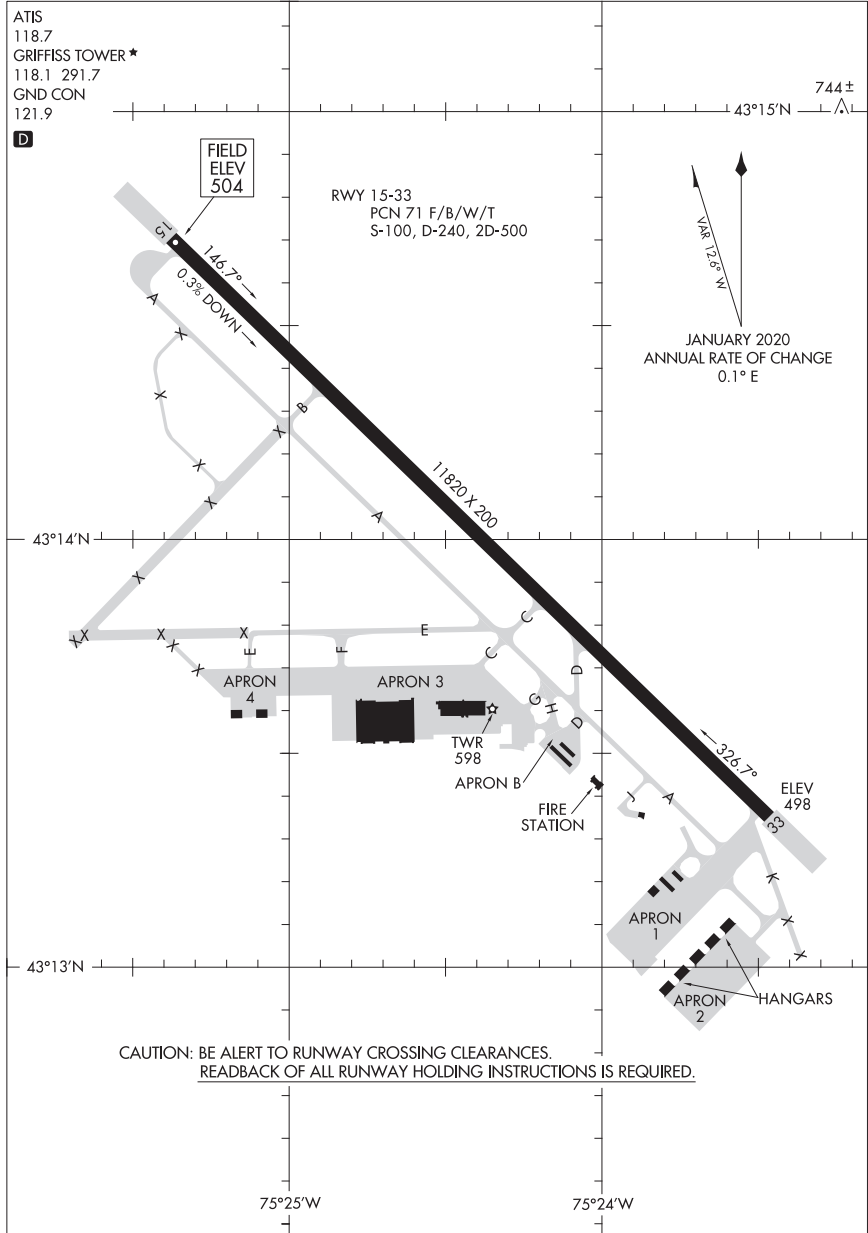 ATIS
118.7
GRIFFISS TOWER ★
118.1 291.7
GND CON
121.9
D
744 ±
43°15'N
FIELD
ELEV
504
RWY 15-33
PCN 71 F/B/W/T
S-100, D-240, 2D-500
VAR 12.6° W
JANUARY 2020
ANNUAL RATE OF CHANGE
0.1° E
15
146.7°
0.3% DOWN
A
X
X
B
X
X
X
11820 X 200
A
43°14'N
X
X
X
X
X
E
C
X
E
F
C
D
X
APRON
4
APRON 3
G
H
D
TWR
598
APRON B
326.7°
ELEV
498
FIRE
STATION
J
A
33
K
APRON
1
X
X
43°13'N
APRON
2
HANGARS
CAUTION: BE ALERT TO RUNWAY CROSSING CLEARANCES.
READBACK OF ALL RUNWAY HOLDING INSTRUCTIONS IS REQUIRED.
75°25'W
75°24'W